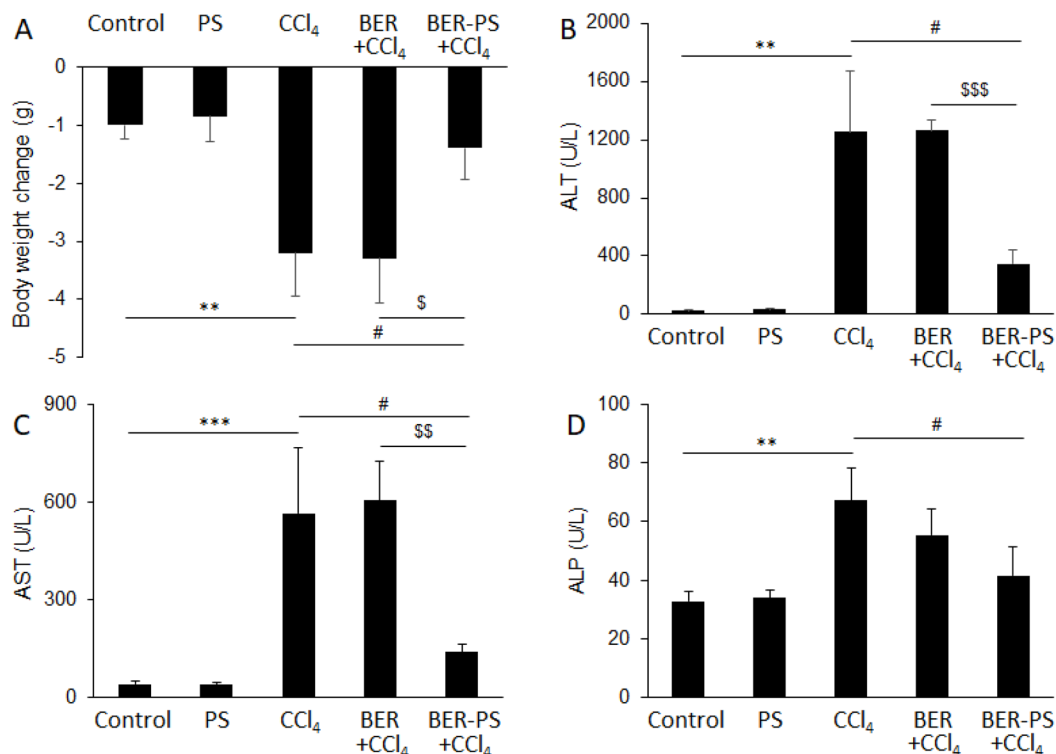 A
Control PS CCl₄ BER BER-PS
+CCl₄ +CCl₄
0
-1
-2
-3
-4
-5
Body weight change (g)
**
$
#
B
2000
1600
1200
800
400
0
ALT (U/L)
**
#
$$$
Control PS CCl₄ BER BER-PS
+CCl₄ +CCl₄
C
900
600
300
0
AST (U/L)
***
#
$$
Control PS CCl₄ BER BER-PS
+CCl₄ +CCl₄
D
100
80
60
40
20
0
ALP (U/L)
**
#
Control PS CCl₄ BER BER-PS
+CCl₄ +CCl₄